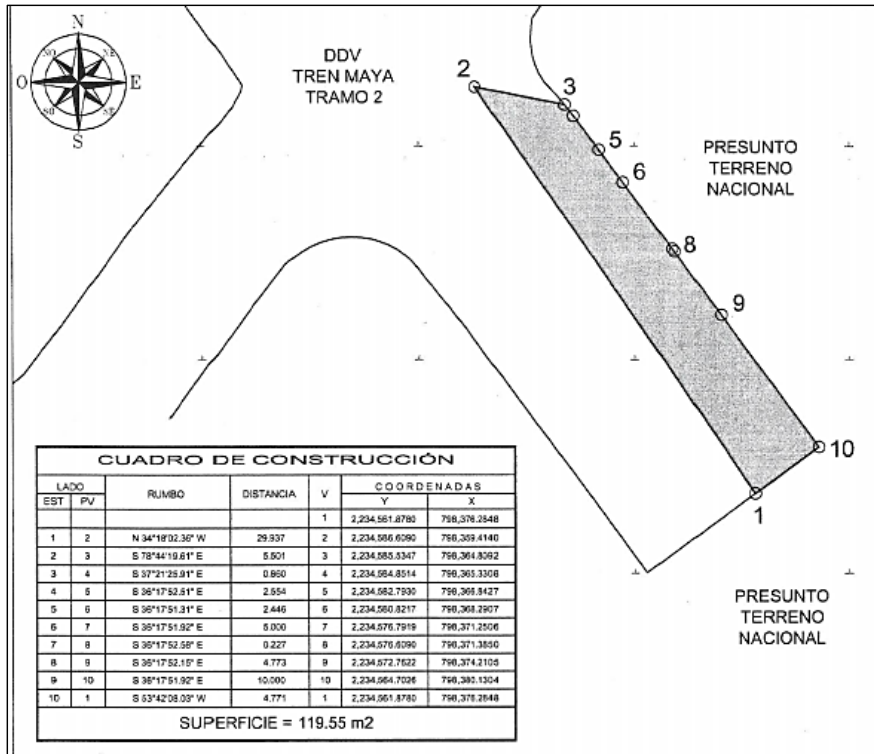 N
NO
NE
O
E
SO
SE
S
DDV
TREN MAYA
TRAMO 2
2
3
5
6
8
9
10
1
PRESUNTO
TERRENO
NACIONAL
PRESUNTO
TERRENO
NACIONAL
CUADRO DE CONSTRUCCIÓN
LADO RUMBO DISTANCIA V COORDENADAS
EST PV Y X
1 2,234,561.8780 798,376.2848
1 2 N 34°18'02.36" W 29.937 2 2,234,586.6090 798,359.4140
2 3 S 78°44'19.61" E 5.501 3 2,234,585.5347 798,364.8092
3 4 S 37°21'25.91" E 0.860 4 2,234,584.8514 798,365.3308
4 5 S 36°17'52.51" E 2.554 5 2,234,582.7930 798,366.8427
5 6 S 36°17'51.31" E 2.446 6 2,234,580.8217 798,368.2907
6 7 S 36°17'51.92" E 5.000 7 2,234,576.7919 798,371.2506
7 8 S 36°17'52.58" E 0.227 8 2,234,576.6090 798,371.3850
8 9 S 36°17'52.15" E 4.773 9 2,234,572.7622 798,374.2105
9 10 S 36°17'51.92" E 10.000 10 2,234,564.7026 798,380.1304
10 1 S 53°42'08.03" W 4.771 1 2,234,561.8780 798,376.2848
SUPERFICIE = 119.55 m2